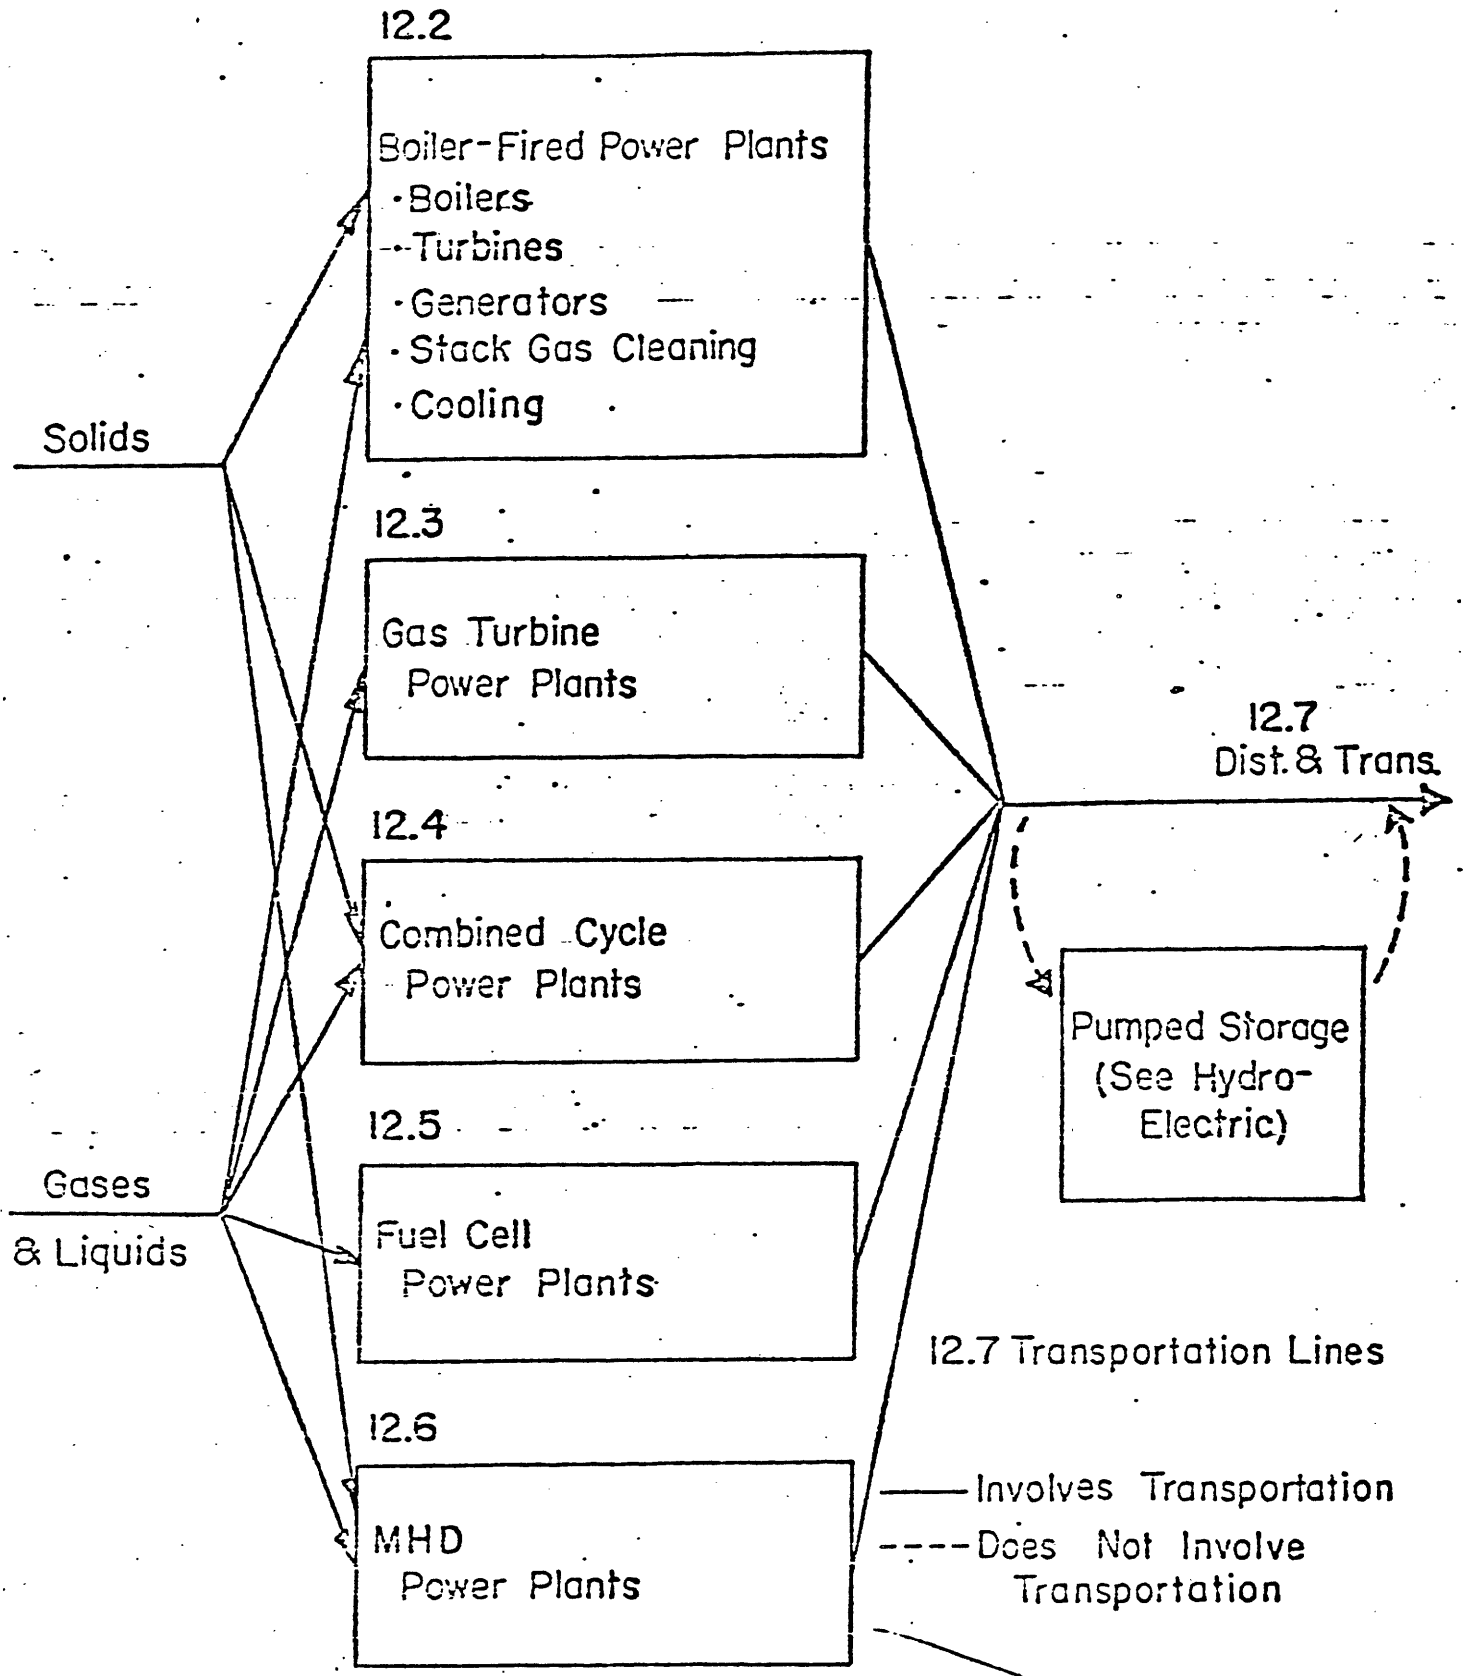 12.2
Boiler-Fired Power Plants
·Boilers
·Turbines
·Generators
·Stack Gas Cleaning
·Cooling
Solids
12.3
Gas Turbine
Power Plants
12.7
Dist. & Trans.
12.4
Combined Cycle
Power Plants
Pumped Storage
(See Hydro-
Electric)
12.5
Gases
& Liquids
Fuel Cell
Power Plants
12.7 Transportation Lines
12.6
MHD
Power Plants
Involves Transportation
Does Not Involve
Transportation